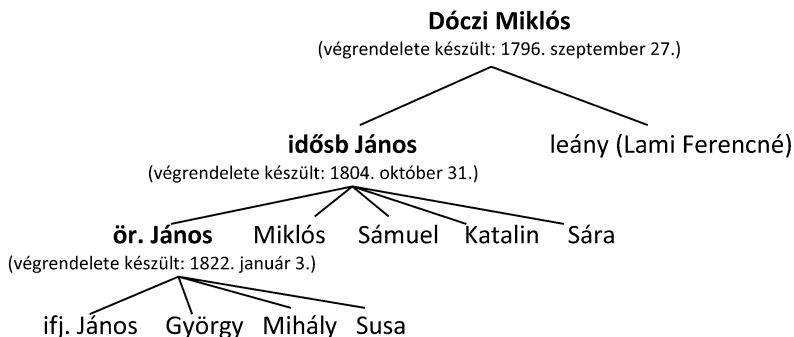 Dóczi Miklós
(végrendelete készült: 1796. szeptember 27.)
idősb János leány (Lami Ferencné)
(végrendelete készült: 1804. október 31.)
ör. János Miklós Sámuel Katalin Sára
(végrendelete készült: 1822. január 3.)
ifj. János György Mihály Susa